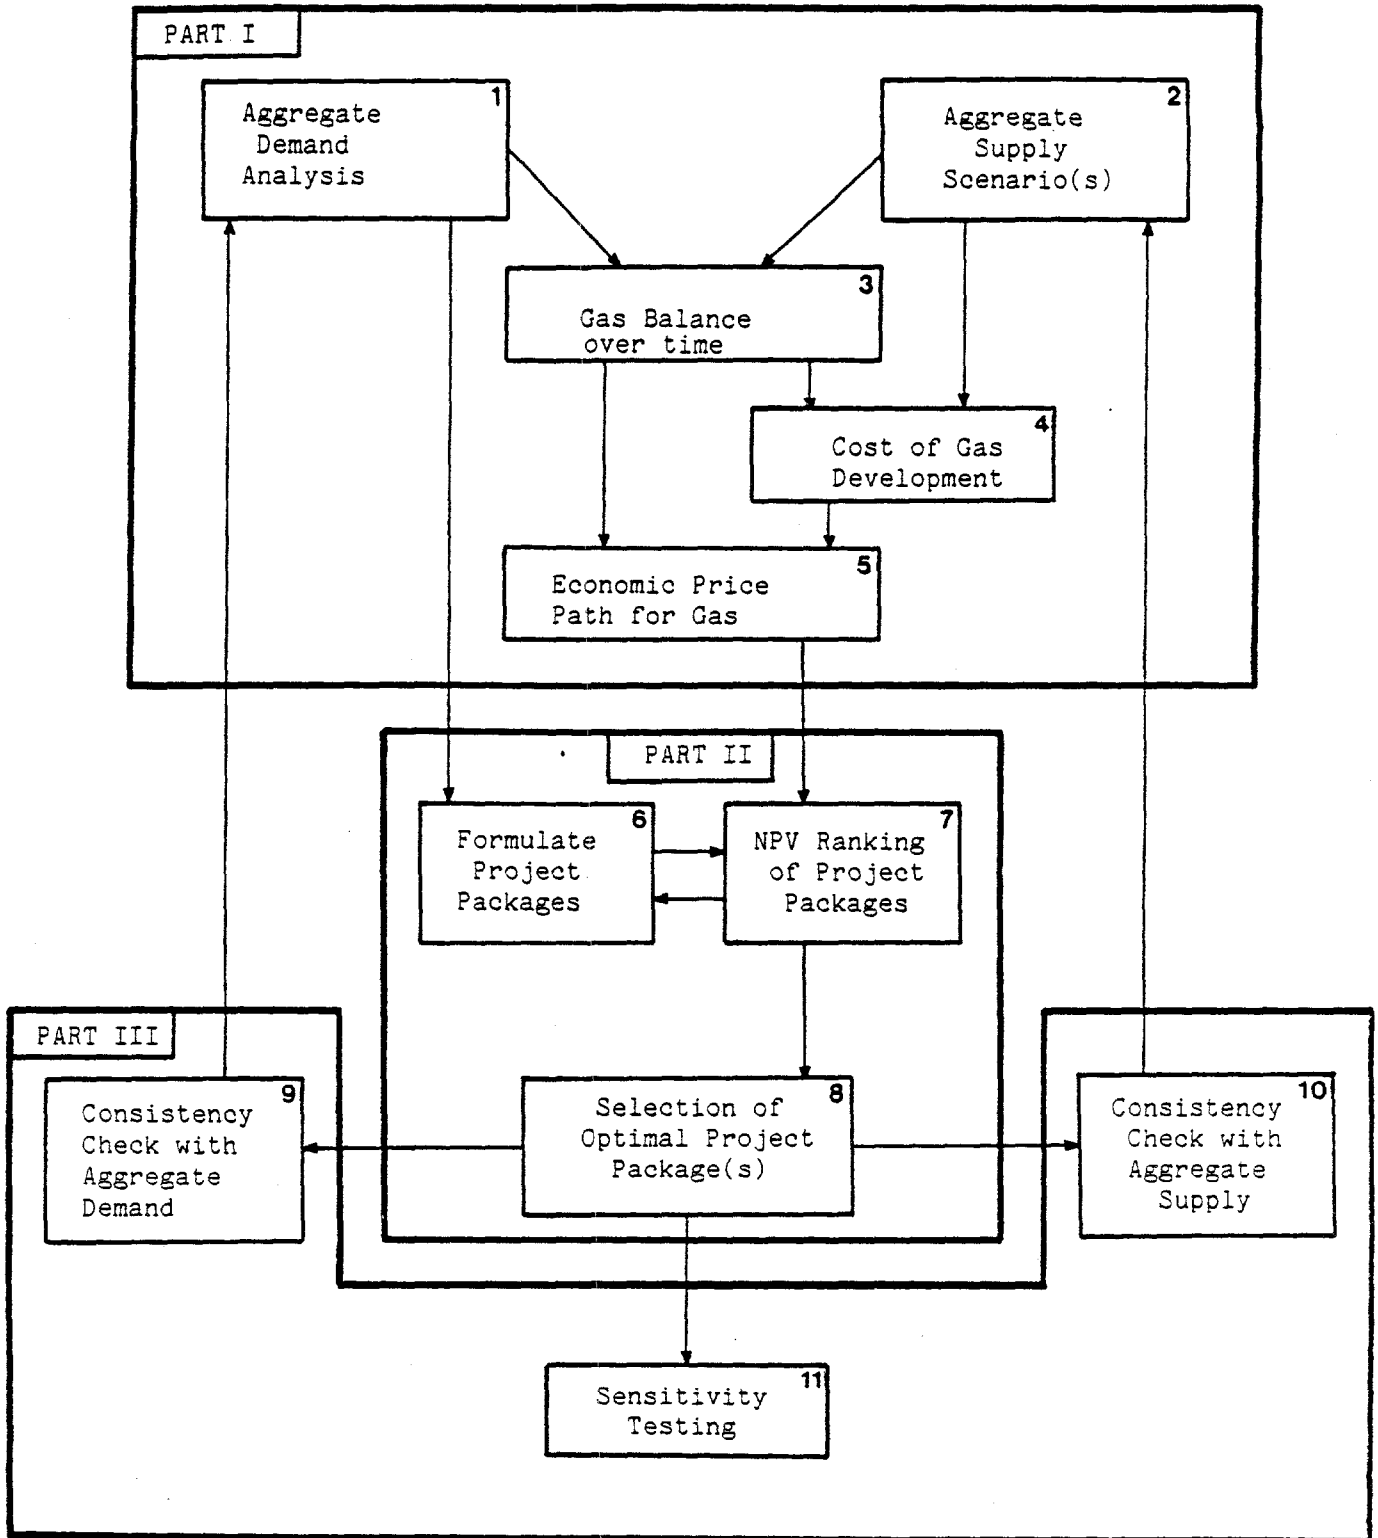 PART I
1
Aggregate
Demand
Analysis
2
Aggregate
Supply
Scenario(s)
3
Gas Balance
over time
4
Cost of Gas
Development
5
Economic Price
Path for Gas
PART II
6
Formulate
Project
Packages
7
NPV Ranking
of Project
Packages
PART III
9
Consistency
Check with
Aggregate
Demand
8
Selection of
Optimal Project
Package(s)
10
Consistency
Check with
Aggregate
Supply
11
Sensitivity
Testing